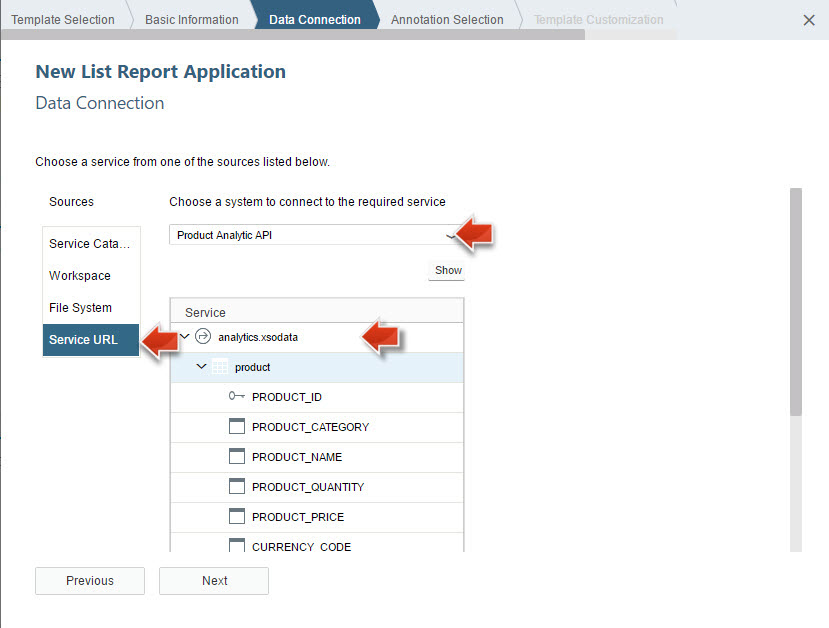 Template Selection Basic Information Data Connection Annotation Selection Template Customization
New List Report Application
Data Connection
Choose a service from one of the sources listed below.
Sources Choose a system to connect to the required service
Product Analytic API
Service Cata...
Workspace
Show
File System
Service
Service URL
analytics.xsodata
product
PRODUCT_ID
PRODUCT_CATEGORY
PRODUCT_NAME
PRODUCT_QUANTITY
PRODUCT_PRICE
CURRENCY_CODE
Previous Next